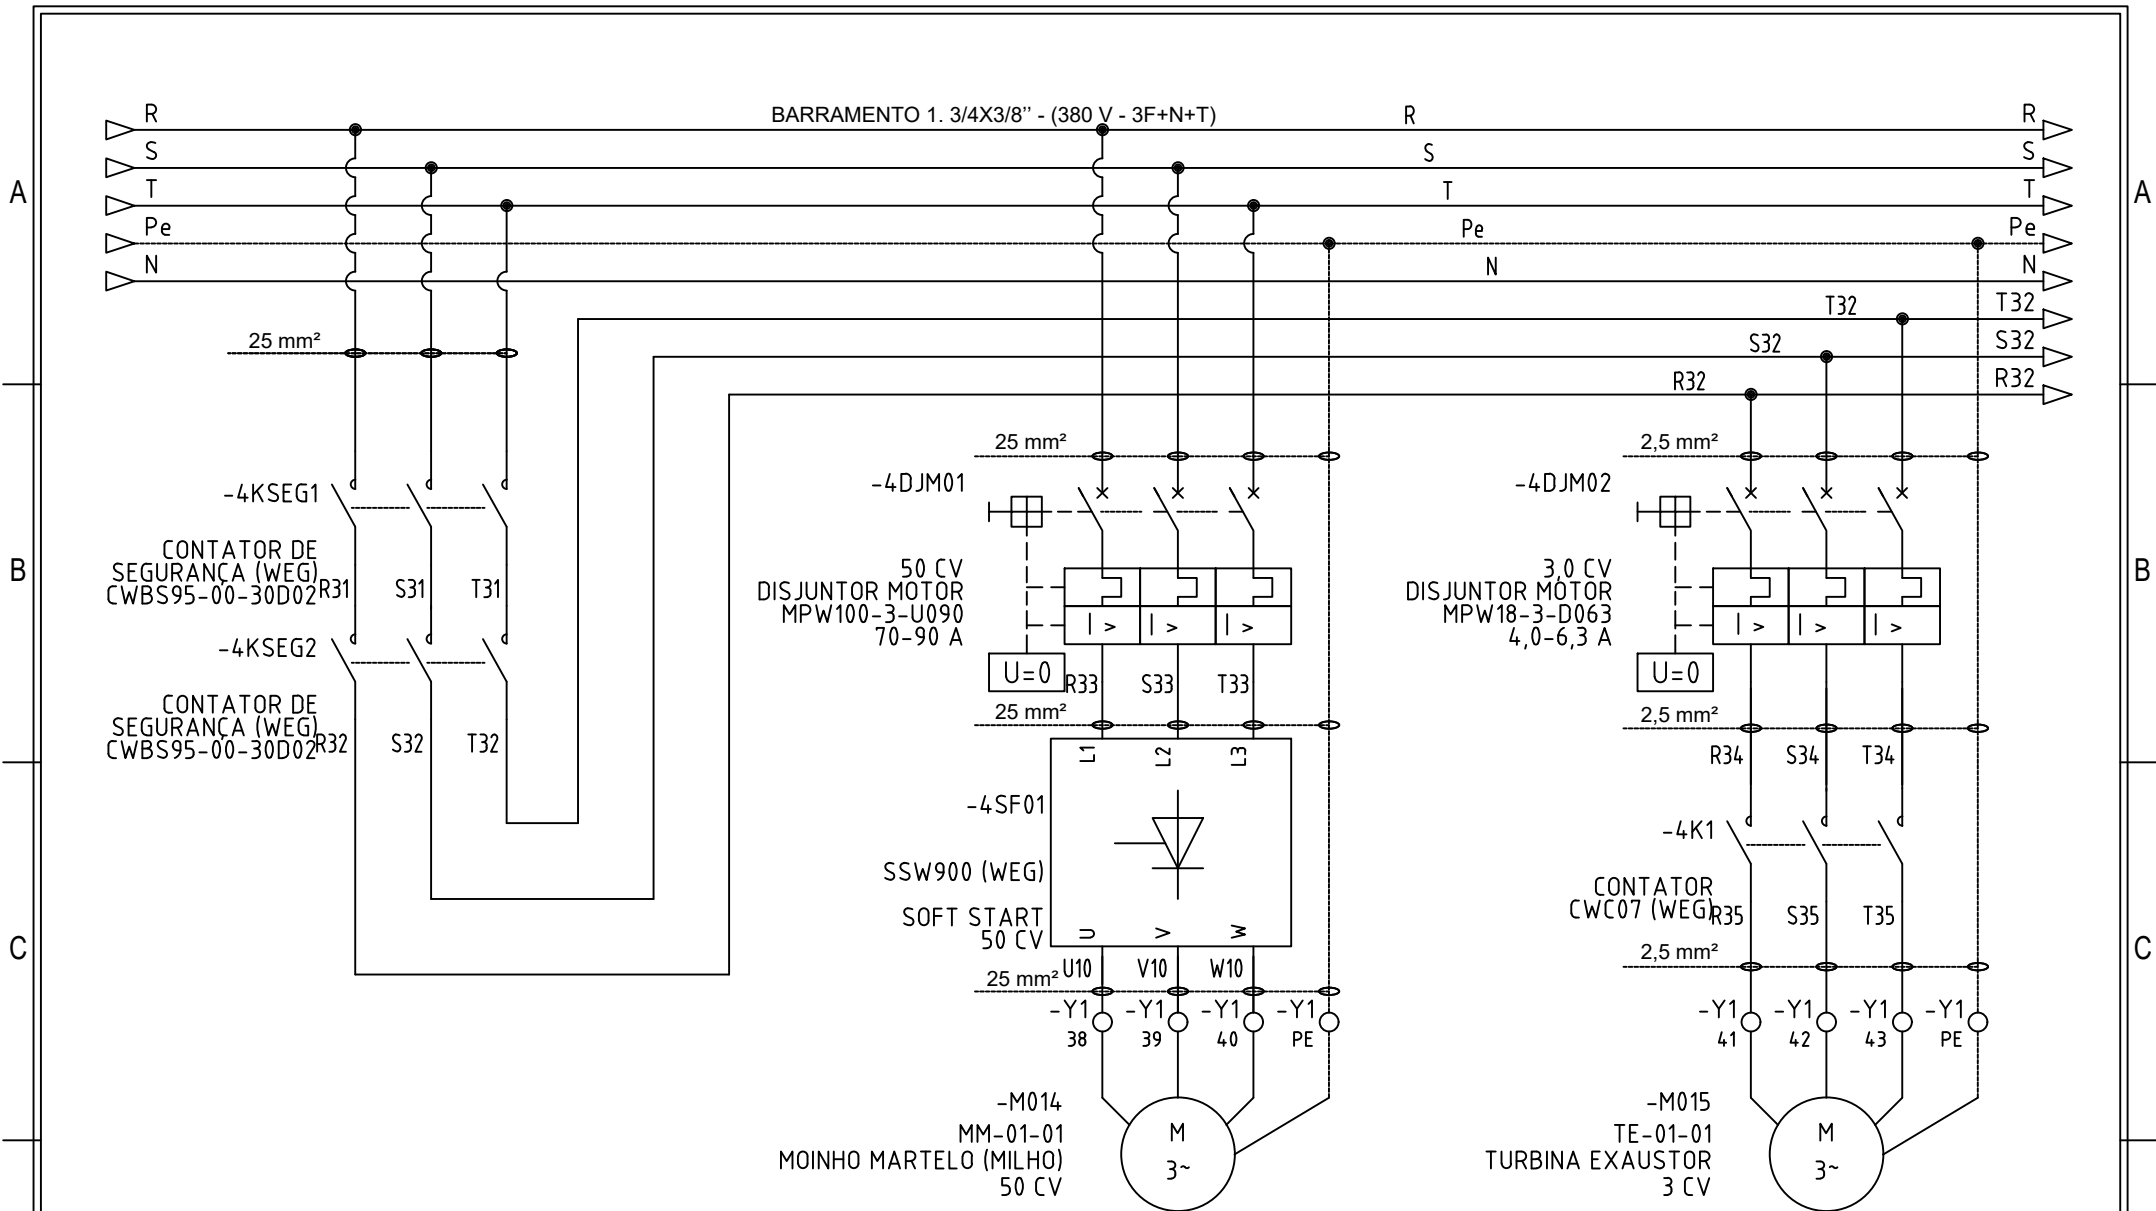 BARRAMENTO 1. 3/4X3/8’’ - (380 V - 3F+N+T)
R R R
S S S
T T T
Pe Pe Pe
N N N
A A
T32 T32
S32 S32
R32 R32
25 mm²
25 mm²
2,5 mm²
-4KSEG1
CONTATOR DE
SEGURANÇA (WEG)
CWBS95-00-30D02
R31 S31 T31
-4KSEG2
CONTATOR DE
SEGURANÇA (WEG)
CWBS95-00-30D02
R32 S32 T32
B B
-4DJM01
50 CV
DISJUNTOR MOTOR
MPW100-3-U090
70-90 A
I > I > I >
U=0
R33 S33 T33
25 mm²
L1 L2 L3
-4SF01
SSW900 (WEG)
SOFT START
50 CV
U V W
U10 V10 W10
25 mm²
-Y1 -Y1 -Y1 -Y1
38 39 40 PE
-M014
MM-01-01
MOINHO MARTELO (MILHO)
50 CV
M
3~
-4DJM02
3,0 CV
DISJUNTOR MOTOR
MPW18-3-D063
4,0-6,3 A
I > I > I >
U=0
2,5 mm²
R34 S34 T34
-4K1
CONTATOR
CWC07 (WEG)
R35 S35 T35
2,5 mm²
-Y1 -Y1 -Y1 -Y1
41 42 43 PE
-M015
TE-01-01
TURBINA EXAUSTOR
3 CV
M
3~
C C